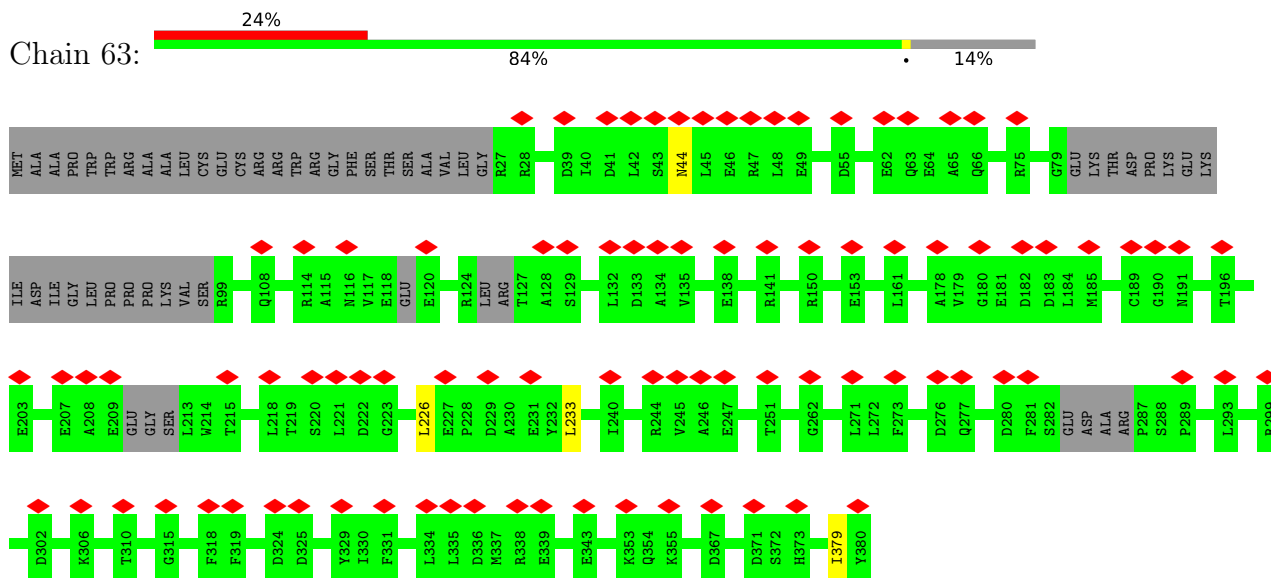 24%
Chain 63:
84%
•
14%
MET ALA ALA PRO TRP TRP ARG ALA ALA LEU CYS GLU CYS ARG ARG TRP ARG GLY PHE SER THR SER ALA VAL LEU GLY R27 R28 D39 I40 D41 L42 S43 N44 L45 E46 R47 L48 E49 D55 E62 Q63 E64 A65 Q66 R75 G79 GLU LYS THR ASP PRO LYS GLU LYS
ILE ASP ILE GLY LEU PRO PRO PRO LYS VAL SER R99 Q108 R114 A115 N116 V117 E118 GLU E120 R124 LEU ARG T127 A128 S129 L132 D133 A134 V135 E138 R141 R150 E153 L161 A178 V179 G180 E181 D182 D183 L184 M185 C189 G190 N191 T196
E203 E207 A208 E209 GLU GLY SER L213 W214 T215 L218 T219 S220 L221 D222 G223 L226 E227 P228 D229 A230 E231 Y232 L233 I240 R244 V245 A246 E247 T251 G262 L271 L272 F273 D276 Q277 D280 F281 S282 GLU ASP ALA ARG P287 S288 P289 L293
D302 K306 T310 G315 F318 F319 D324 D325 Y329 I330 F331 L334 L335 D336 M337 R338 E339 E343 K353 Q354 K355 D367 D371 S372 H373 I379 Y380